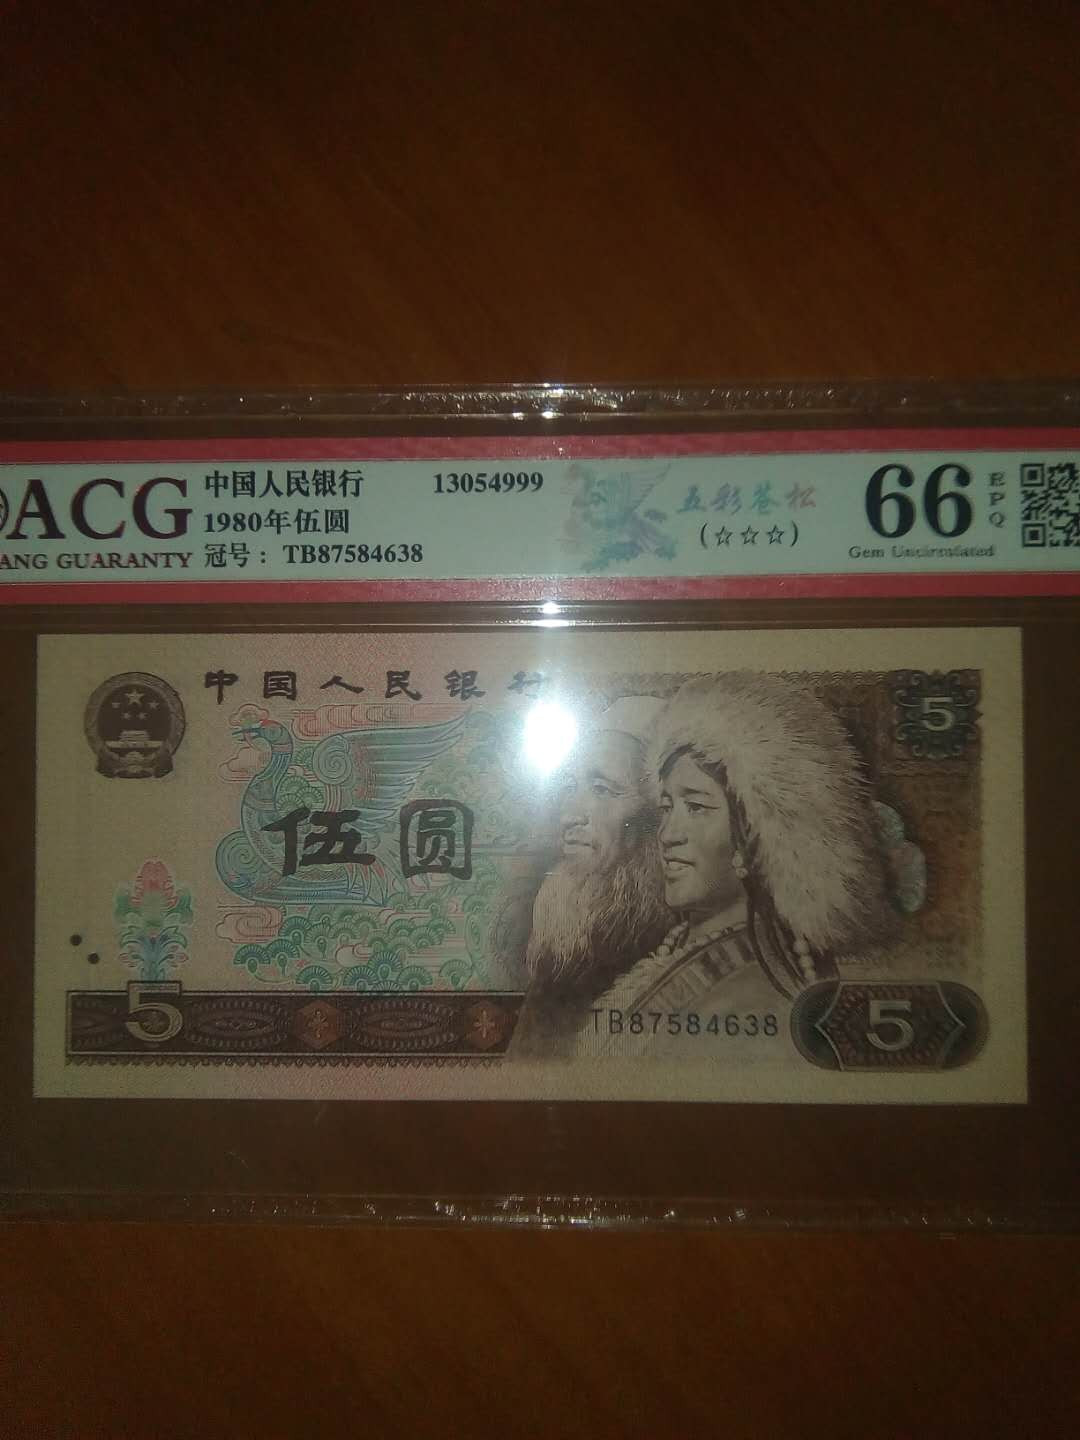 ACG
ANG GUARANTY
中国人民银行 13054999
1980年伍圆
冠号： TB87584638
五彩苍松
(☆☆☆)
66
EPQ
Gem Uncirculated
中国人民银行
5
伍圆
5
TB87584638
5